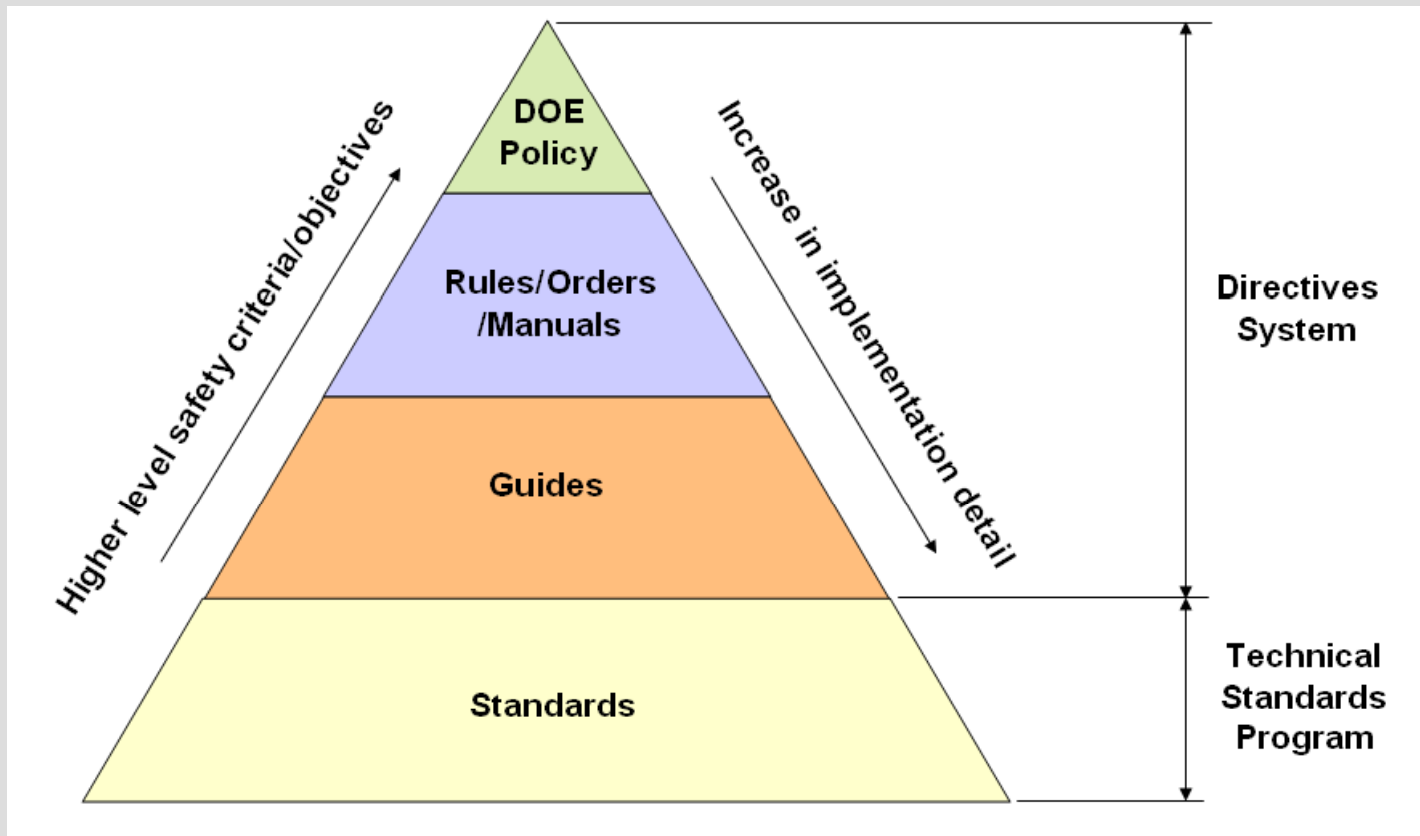 DOE
Policy
Higher level safety criteria/objectives
Increase in implementation detail
Rules/Orders
/Manuals
Directives
System
Guides
Standards
Technical
Standards
Program